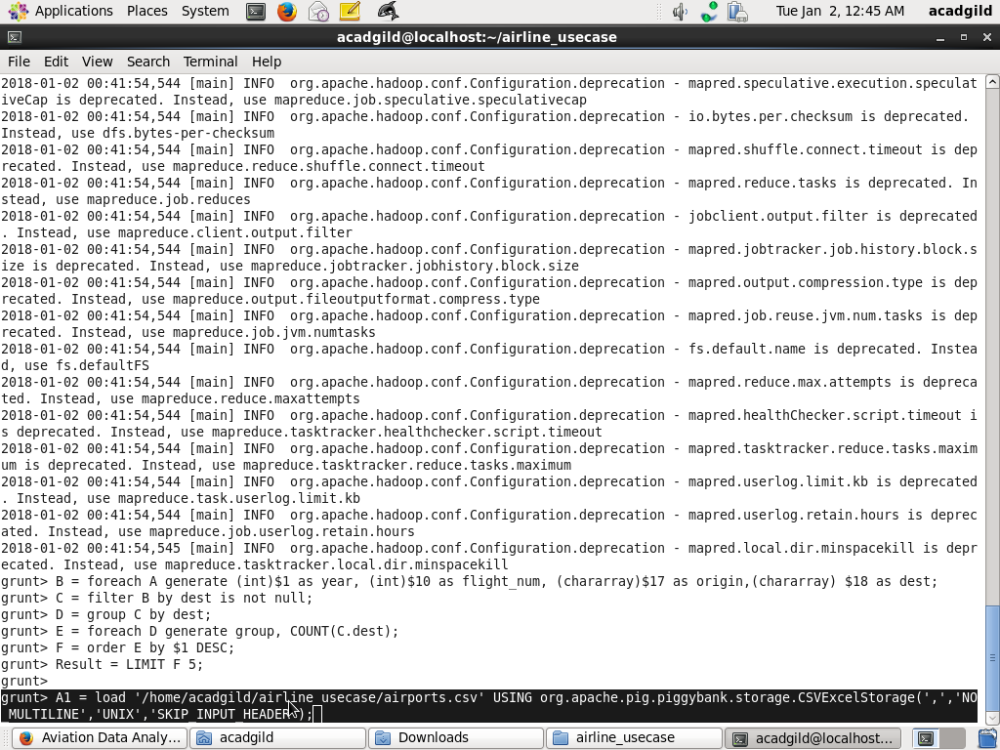 Applications Places System Tue Jan 2, 12:45 AM acadgild
acadgild@localhost:~/airline_usecase
File Edit View Search Terminal Help
2018-01-02 00:41:54,544 [main] INFO  org.apache.hadoop.conf.Configuration.deprecation - mapred.speculative.execution.speculat
iveCap is deprecated. Instead, use mapreduce.job.speculative.speculativecap
2018-01-02 00:41:54,544 [main] INFO  org.apache.hadoop.conf.Configuration.deprecation - io.bytes.per.checksum is deprecated.
Instead, use dfs.bytes-per-checksum
2018-01-02 00:41:54,544 [main] INFO  org.apache.hadoop.conf.Configuration.deprecation - mapred.shuffle.connect.timeout is dep
recated. Instead, use mapreduce.reduce.shuffle.connect.timeout
2018-01-02 00:41:54,544 [main] INFO  org.apache.hadoop.conf.Configuration.deprecation - mapred.reduce.tasks is deprecated. In
stead, use mapreduce.job.reduces
2018-01-02 00:41:54,544 [main] INFO  org.apache.hadoop.conf.Configuration.deprecation - jobclient.output.filter is deprecated
. Instead, use mapreduce.client.output.filter
2018-01-02 00:41:54,544 [main] INFO  org.apache.hadoop.conf.Configuration.deprecation - mapred.jobtracker.job.history.block.s
ize is deprecated. Instead, use mapreduce.jobtracker.jobhistory.block.size
2018-01-02 00:41:54,544 [main] INFO  org.apache.hadoop.conf.Configuration.deprecation - mapred.output.compression.type is dep
recated. Instead, use mapreduce.output.fileoutputformat.compress.type
2018-01-02 00:41:54,544 [main] INFO  org.apache.hadoop.conf.Configuration.deprecation - mapred.job.reuse.jvm.num.tasks is dep
recated. Instead, use mapreduce.job.jvm.numtasks
2018-01-02 00:41:54,544 [main] INFO  org.apache.hadoop.conf.Configuration.deprecation - fs.default.name is deprecated. Instea
d, use fs.defaultFS
2018-01-02 00:41:54,544 [main] INFO  org.apache.hadoop.conf.Configuration.deprecation - mapred.reduce.max.attempts is depreca
ted. Instead, use mapreduce.reduce.maxattempts
2018-01-02 00:41:54,544 [main] INFO  org.apache.hadoop.conf.Configuration.deprecation - mapred.healthChecker.script.timeout i
s deprecated. Instead, use mapreduce.tasktracker.healthchecker.script.timeout
2018-01-02 00:41:54,544 [main] INFO  org.apache.hadoop.conf.Configuration.deprecation - mapred.tasktracker.reduce.tasks.maxim
um is deprecated. Instead, use mapreduce.tasktracker.reduce.tasks.maximum
2018-01-02 00:41:54,544 [main] INFO  org.apache.hadoop.conf.Configuration.deprecation - mapred.userlog.limit.kb is deprecated
. Instead, use mapreduce.task.userlog.limit.kb
2018-01-02 00:41:54,544 [main] INFO  org.apache.hadoop.conf.Configuration.deprecation - mapred.userlog.retain.hours is deprec
ated. Instead, use mapreduce.job.userlog.retain.hours
2018-01-02 00:41:54,545 [main] INFO  org.apache.hadoop.conf.Configuration.deprecation - mapred.local.dir.minspacekill is depr
ecated. Instead, use mapreduce.tasktracker.local.dir.minspacekill
grunt> B = foreach A generate (int)$1 as year, (int)$10 as flight_num, (chararray)$17 as origin,(chararray) $18 as dest;
grunt> C = filter B by dest is not null;
grunt> D = group C by dest;
grunt> E = foreach D generate group, COUNT(C.dest);
grunt> F = order E by $1 DESC;
grunt> Result = LIMIT F 5;
grunt>
grunt> A1 = load '/home/acadgild/airline_usecase/airports.csv' USING org.apache.pig.piggybank.storage.CSVExcelStorage(',','NO
_MULTILINE','UNIX','SKIP_INPUT_HEADER');
Aviation Data Analy... acadgild Downloads airline_usecase acadgild@localhost...